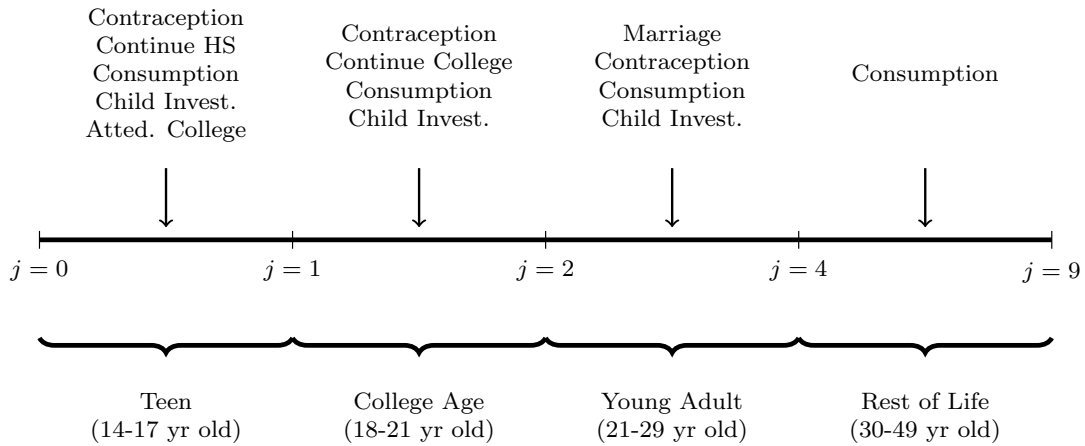 Contraception
Continue HS
Consumption
Child Invest.
Atted. College
Contraception
Continue College
Consumption
Child Invest.
Marriage
Contraception
Consumption
Child Invest.
Consumption
j = 0
j = 1
j = 2
j = 4
j = 9
Teen
(14-17 yr old)
College Age
(18-21 yr old)
Young Adult
(21-29 yr old)
Rest of Life
(30-49 yr old)